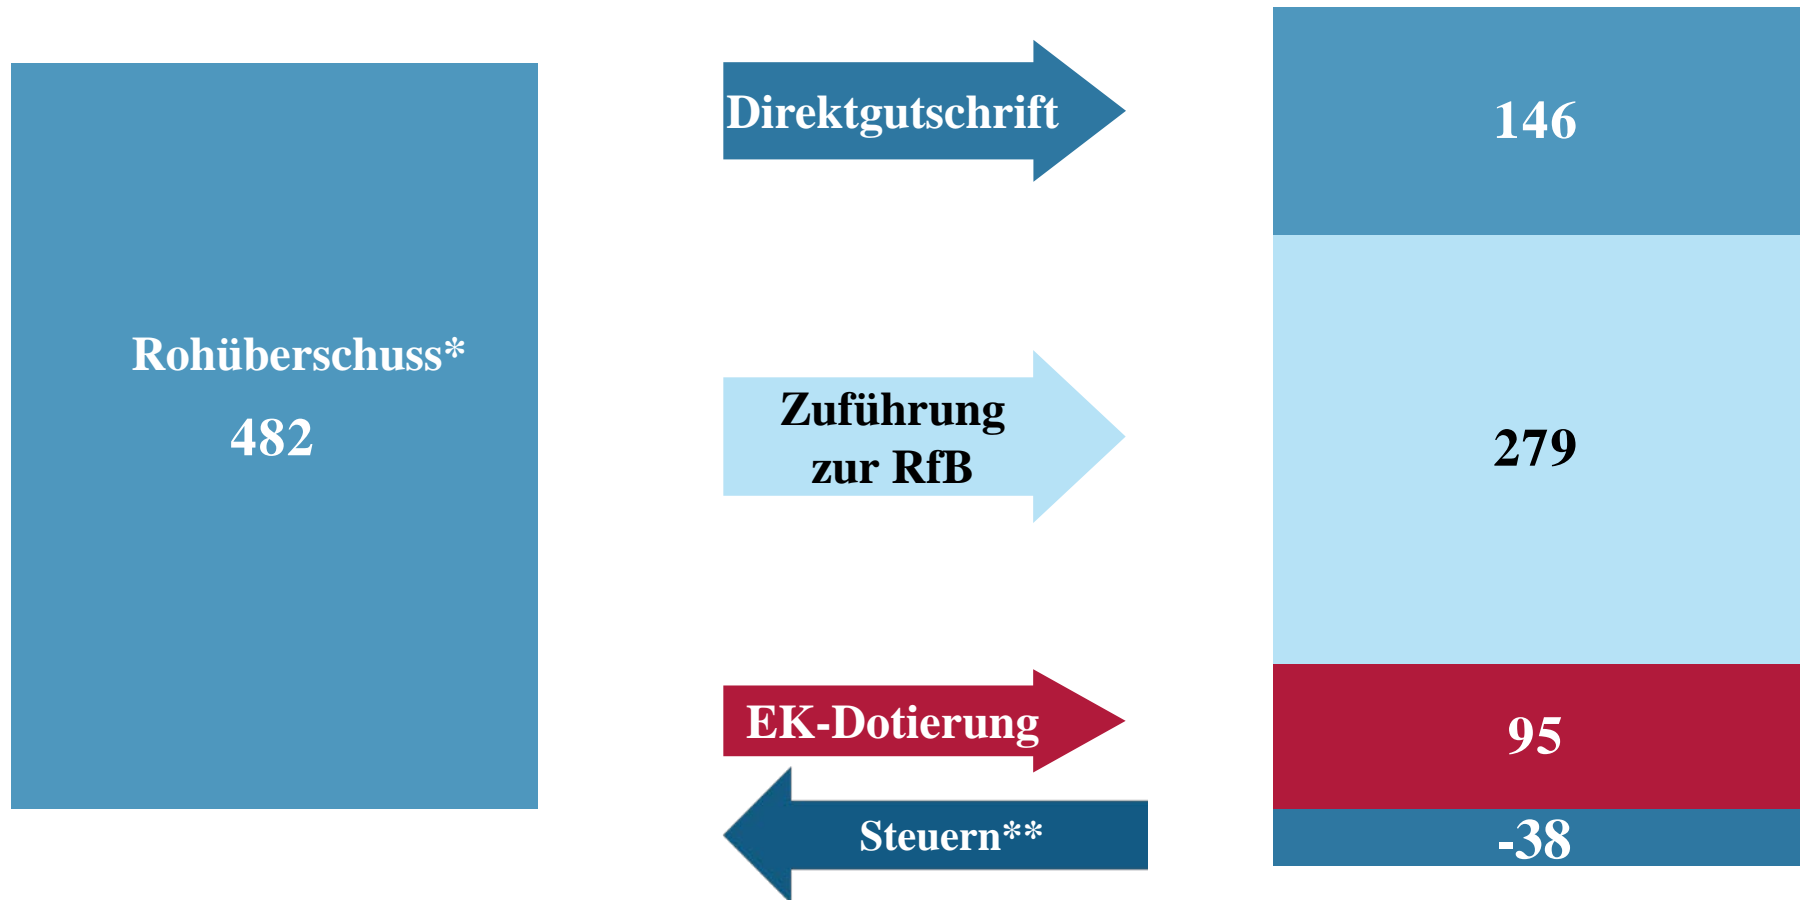 Rohüberschuss*
482
Direktgutschrift
146
Zuführung
zur RfB
279
EK-Dotierung
95
Steuern**
-38